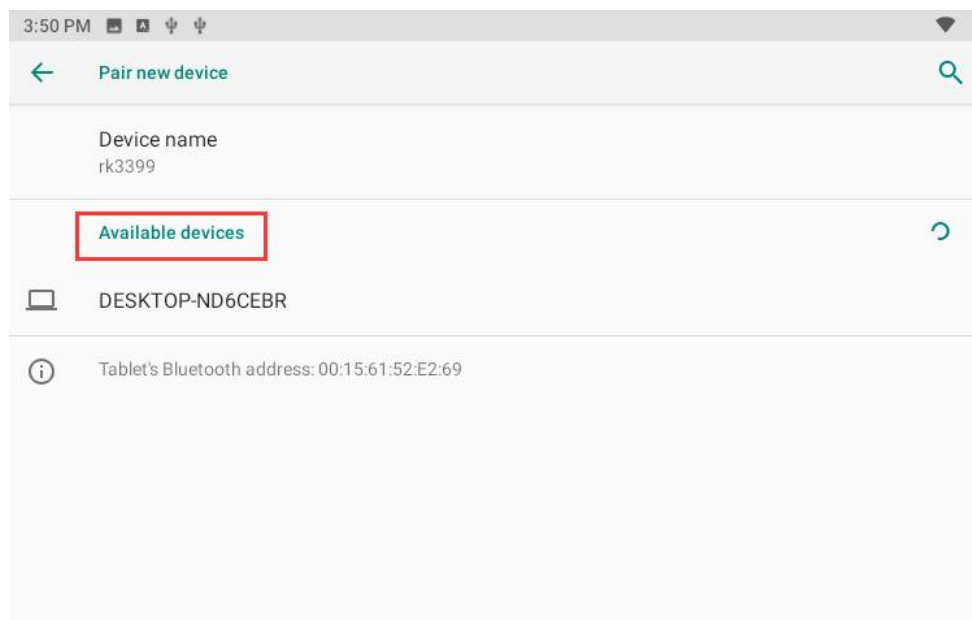 3:50 PM
Pair new device
Device name
rk3399
Available devices
DESKTOP-ND6CEBR
Tablet's Bluetooth address: 00:15:61:52:E2:69